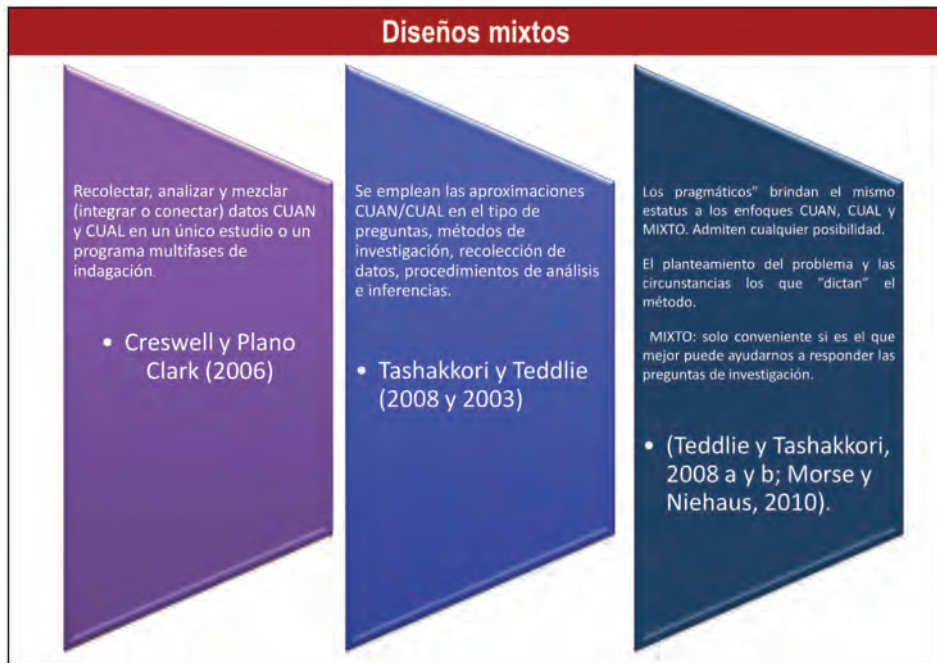 Diseños mixtos
Recolectar, analizar y mezclar
(integrar o conectar) datos CUAN
y CUAL en un único estudio o un
programa multifases de
indagación.
• Creswell y Plano
Clark (2006)
Se emplean las aproximaciones
CUAN/CUAL en el tipo de
preguntas, métodos de
investigación, recolección de
datos, procedimientos de análisis
e inferencias.
• Tashakkori y Teddlie
(2008 y 2003)
Los pragmáticos” brindan el mismo
estatus a los enfoques CUAN, CUAL y
MIXTO. Admiten cualquier posibilidad.
El planteamiento del problema y las
circunstancias los que “dictan” el
método.
MIXTO: solo conveniente si es el que
mejor puede ayudarnos a responder las
preguntas de investigación.
• (Teddlie y Tashakkori,
2008 a y b; Morse y
Niehaus, 2010).